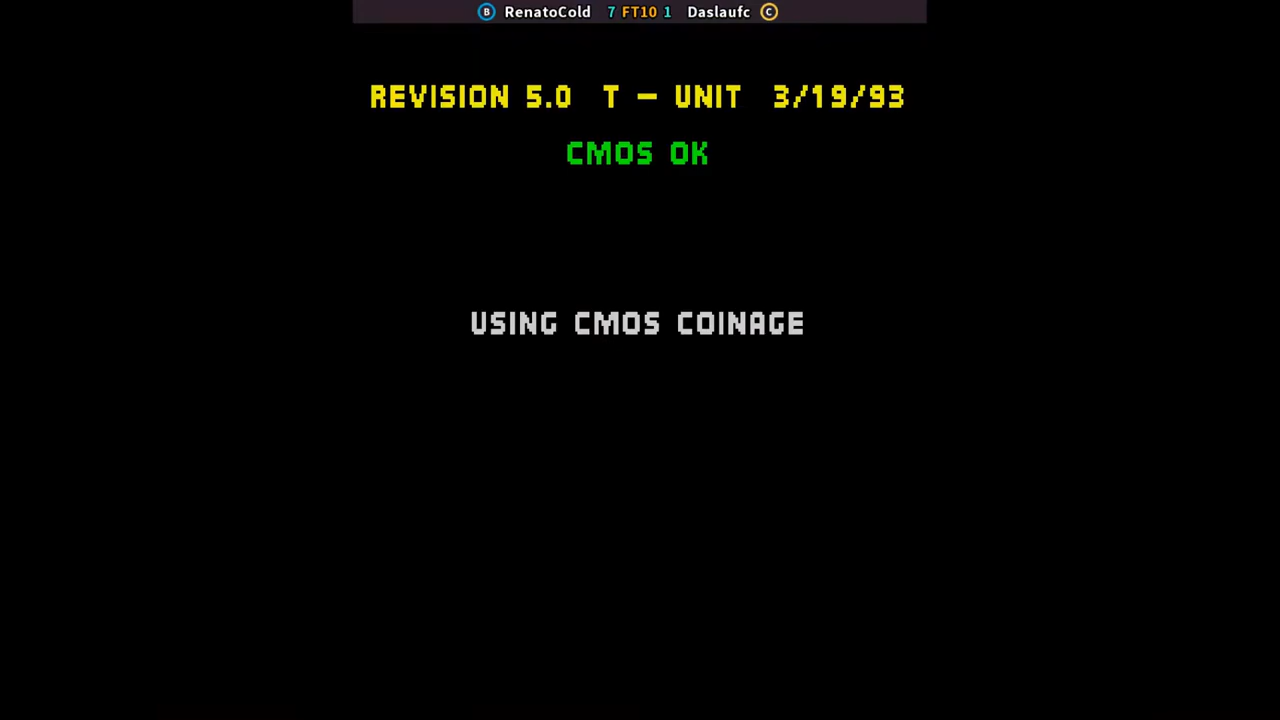 B RenatoCold 7 FT10 1 Daslaufc C
REVISION 5.0 T - UNIT 3/19/93
CMOS OK
USING CMOS COINAGE